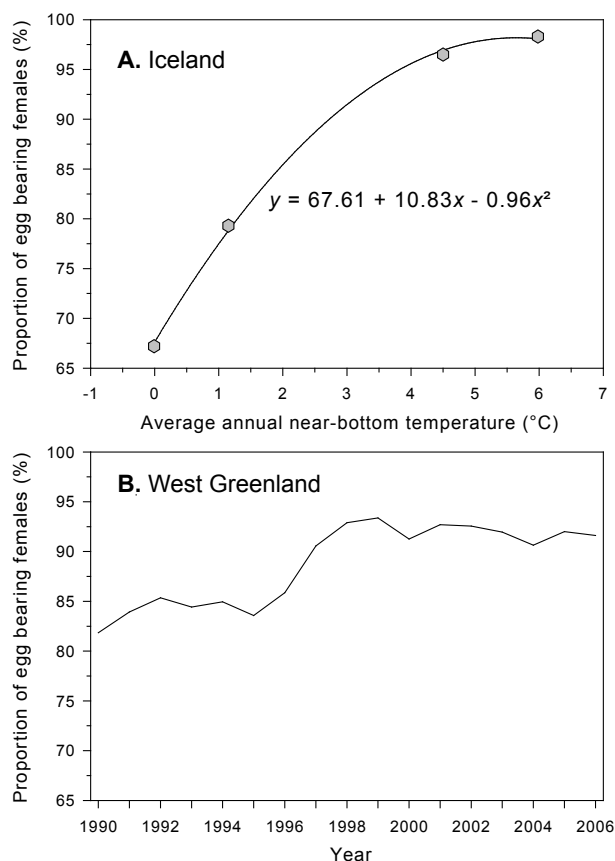 100
95
90
85
80
75
70
65
Proportion of egg bearing females (%)
A. Iceland
y = 67.61 + 10.83x - 0.96x²
-1 0 1 2 3 4 5 6 7
Average annual near-bottom temperature (°C)
100
95
90
85
80
75
70
65
Proportion of egg bearing females (%)
B. West Greenland
1990 1992 1994 1996 1998 2000 2002 2004 2006
Year